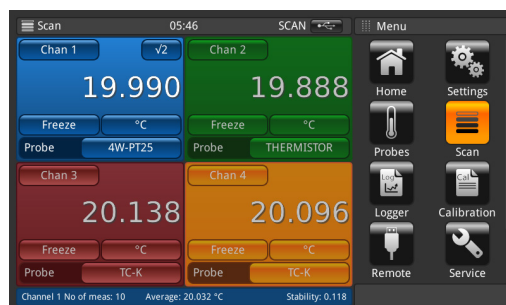 Scan 05:46 SCAN Menu
Chan 1 √2 Chan 2
19.990 19.888
Freeze °C Freeze °C
Probe 4W-PT25 Probe THERMISTOR
Chan 3 Chan 4
20.138 20.096
Freeze °C Freeze °C
Probe TC-K Probe TC-K
Channel 1 No of meas: 10 Average: 20.032 °C Stability: 0.118
Home Settings
Probes Scan
Log Cal
Logger Calibration
Remote Service